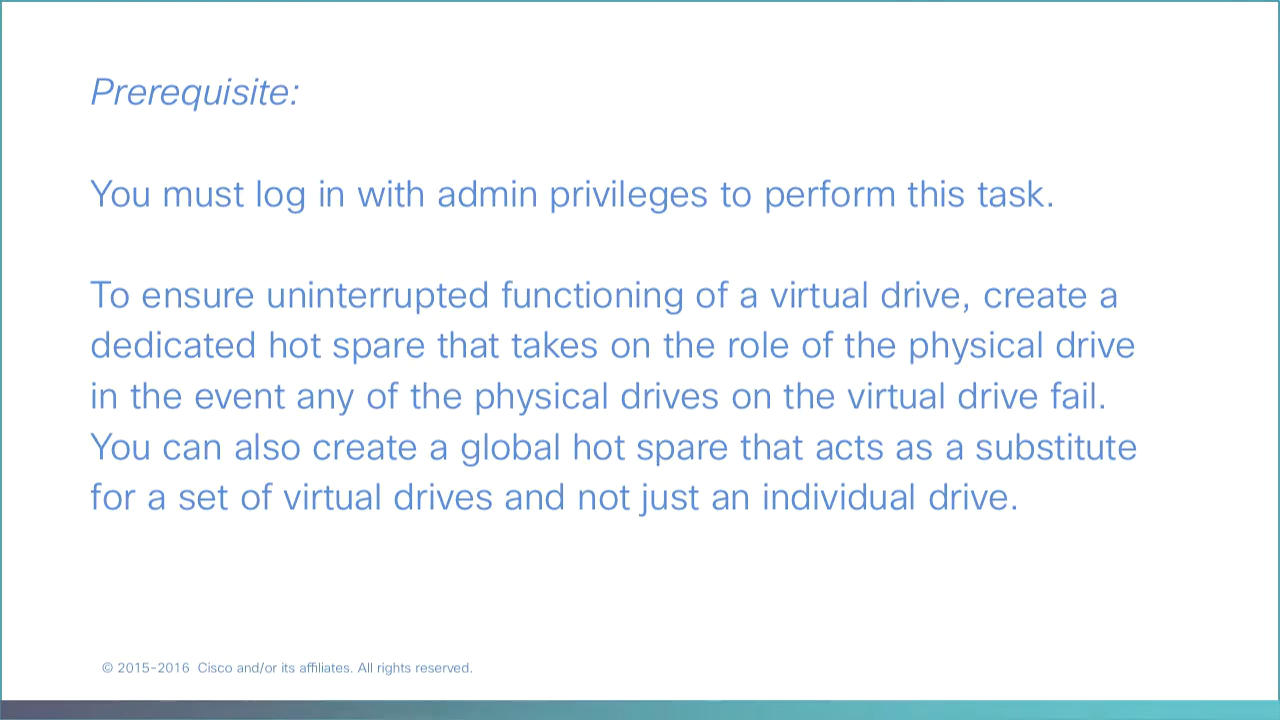 Prerequisite:
You must log in with admin privileges to perform this task.
To ensure uninterrupted functioning of a virtual drive, create a
dedicated hot spare that takes on the role of the physical drive
in the event any of the physical drives on the virtual drive fail.
You can also create a global hot spare that acts as a substitute
for a set of virtual drives and not just an individual drive.
© 2015-2016 Cisco and/or its affiliates. All rights reserved.